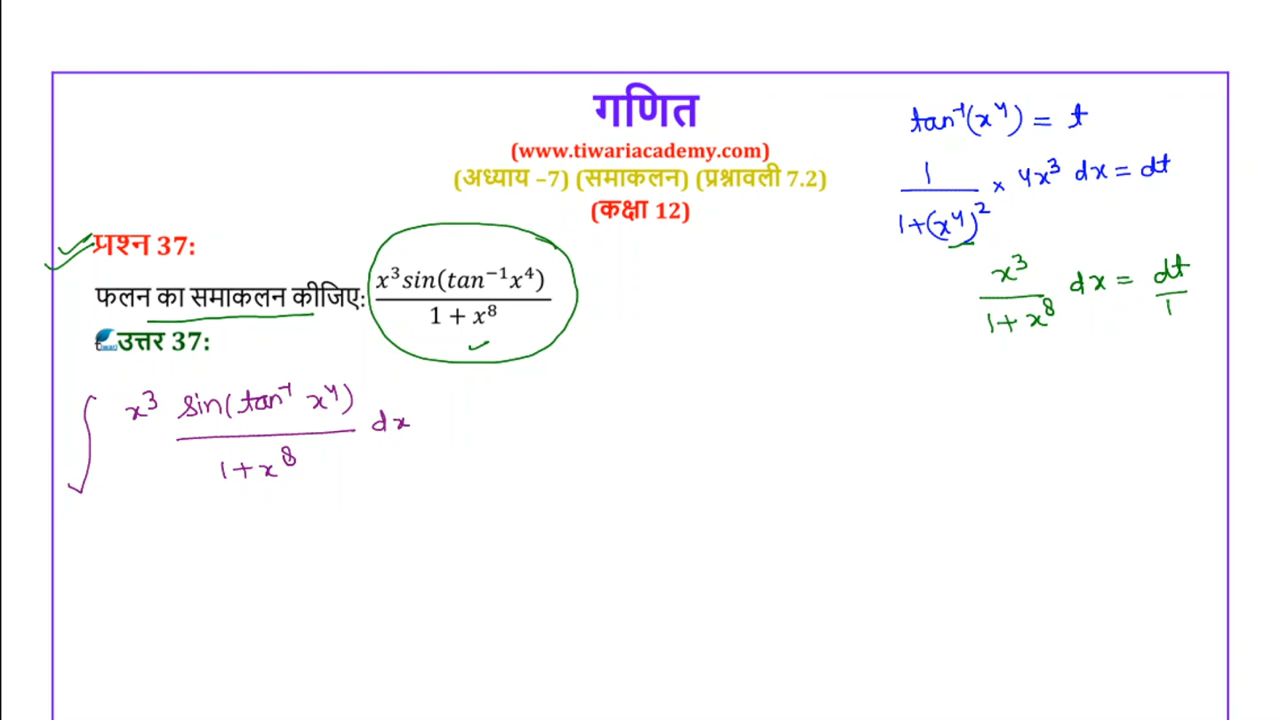 गणित
(www.tiwariacademy.com)
(अध्याय –7) (समाकलन) (प्रश्नावली 7.2)
(कक्षा 12)
प्रश्न 37:
फलन का समाकलन कीजिए: x³sin(tan⁻¹x⁴) / 1 + x⁸
उत्तर 37:
∫ x³ sin(tan⁻¹ x⁴) / 1+x⁸ dx
tan⁻¹(x⁴) = t
1 / 1+(x⁴)² × 4x³ dx = dt
x³ / 1+x⁸ dx = dt / 1